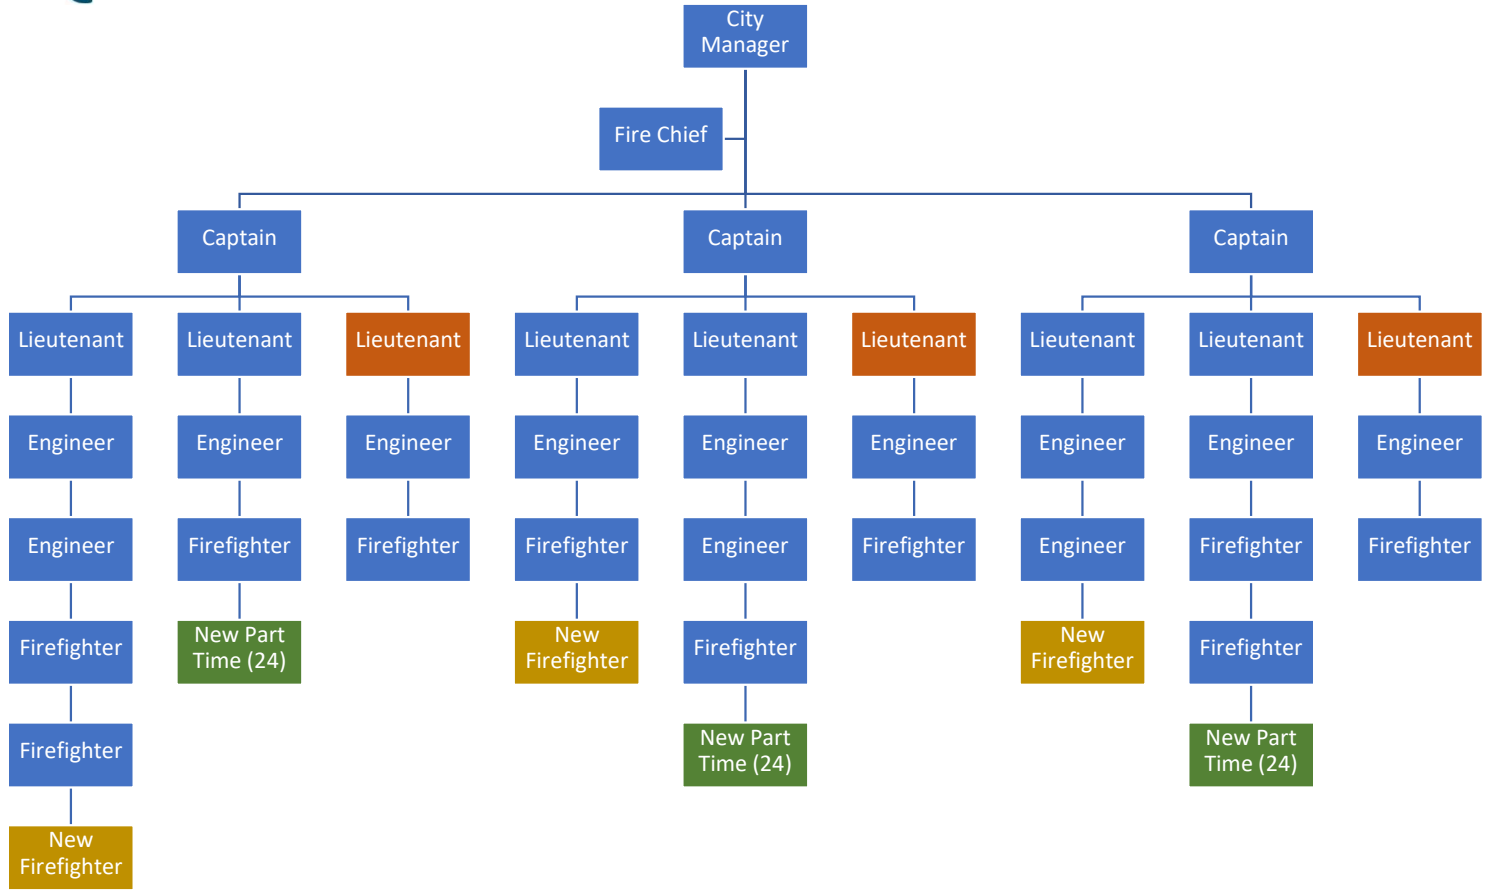 City
Manager
Fire Chief
Captain
Captain
Captain
Lieutenant
Lieutenant
Lieutenant
Lieutenant
Lieutenant
Lieutenant
Lieutenant
Lieutenant
Lieutenant
Engineer
Engineer
Engineer
Engineer
Engineer
Engineer
Engineer
Engineer
Engineer
Engineer
Firefighter
Firefighter
Firefighter
Engineer
Firefighter
Engineer
Firefighter
Firefighter
Firefighter
New Part
Time (24)
New
Firefighter
Firefighter
New
Firefighter
Firefighter
Firefighter
New Part
Time (24)
New Part
Time (24)
New
Firefighter